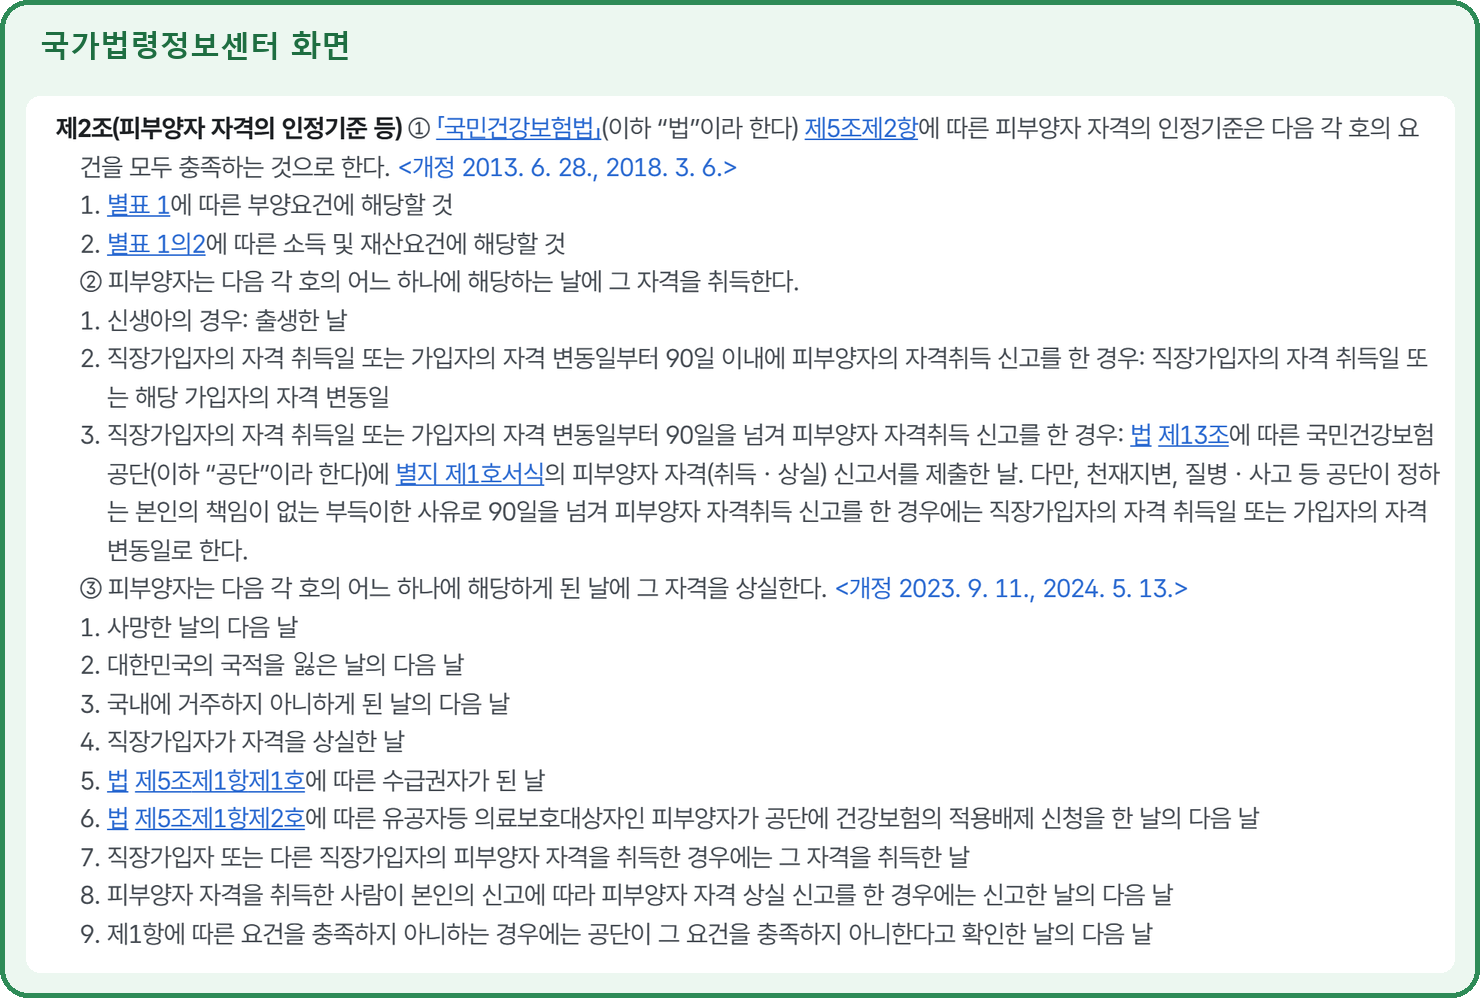 국가법령정보센터 화면
제2조(피부양자 자격의 인정기준 등) ① 「국민건강보험법」(이하 “법”이라 한다) 제5조제2항에 따른 피부양자 자격의 인정기준은 다음 각 호의 요
건을 모두 충족하는 것으로 한다. <개정 2013. 6. 28., 2018. 3. 6.>
1. 별표 1에 따른 부양요건에 해당할 것
2. 별표 1의2에 따른 소득 및 재산요건에 해당할 것
② 피부양자는 다음 각 호의 어느 하나에 해당하는 날에 그 자격을 취득한다.
1. 신생아의 경우: 출생한 날
2. 직장가입자의 자격 취득일 또는 가입자의 자격 변동일부터 90일 이내에 피부양자의 자격취득 신고를 한 경우: 직장가입자의 자격 취득일 또
는 해당 가입자의 자격 변동일
3. 직장가입자의 자격 취득일 또는 가입자의 자격 변동일부터 90일을 넘겨 피부양자 자격취득 신고를 한 경우: 법 제13조에 따른 국민건강보험
공단(이하 “공단”이라 한다)에 별지 제1호서식의 피부양자 자격(취득ㆍ상실) 신고서를 제출한 날. 다만, 천재지변, 질병ㆍ사고 등 공단이 정하
는 본인의 책임이 없는 부득이한 사유로 90일을 넘겨 피부양자 자격취득 신고를 한 경우에는 직장가입자의 자격 취득일 또는 가입자의 자격
변동일로 한다.
③ 피부양자는 다음 각 호의 어느 하나에 해당하게 된 날에 그 자격을 상실한다. <개정 2023. 9. 11., 2024. 5. 13.>
1. 사망한 날의 다음 날
2. 대한민국의 국적을 잃은 날의 다음 날
3. 국내에 거주하지 아니하게 된 날의 다음 날
4. 직장가입자가 자격을 상실한 날
5. 법 제5조제1항제1호에 따른 수급권자가 된 날
6. 법 제5조제1항제2호에 따른 유공자등 의료보호대상자인 피부양자가 공단에 건강보험의 적용배제 신청을 한 날의 다음 날
7. 직장가입자 또는 다른 직장가입자의 피부양자 자격을 취득한 경우에는 그 자격을 취득한 날
8. 피부양자 자격을 취득한 사람이 본인의 신고에 따라 피부양자 자격 상실 신고를 한 경우에는 신고한 날의 다음 날
9. 제1항에 따른 요건을 충족하지 아니하는 경우에는 공단이 그 요건을 충족하지 아니한다고 확인한 날의 다음 날